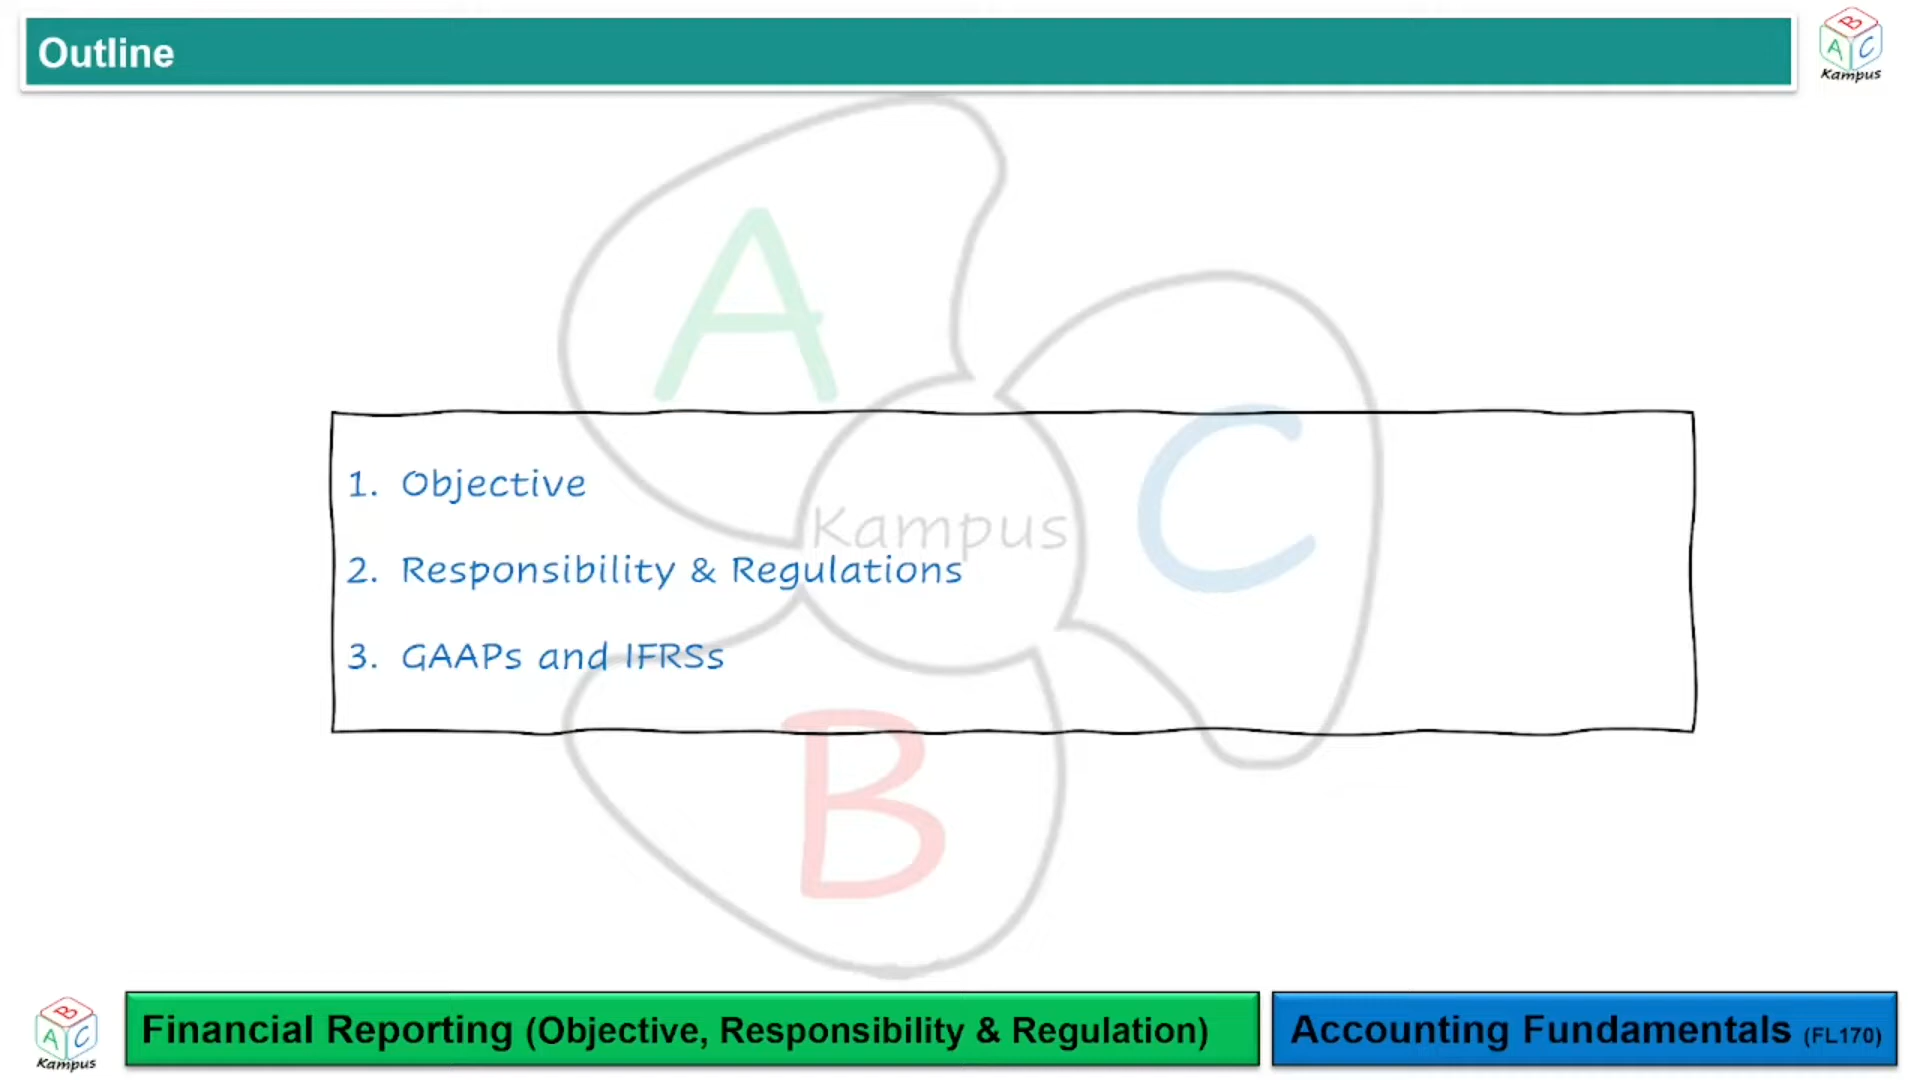 Outline
B
A C
Kampus
A
C
Kampus
1. Objective
2. Responsibility & Regulations
3. GAAPs and IFRSs
B
B
A C
Kampus
Financial Reporting (Objective, Responsibility & Regulation)
Accounting Fundamentals (FL170)